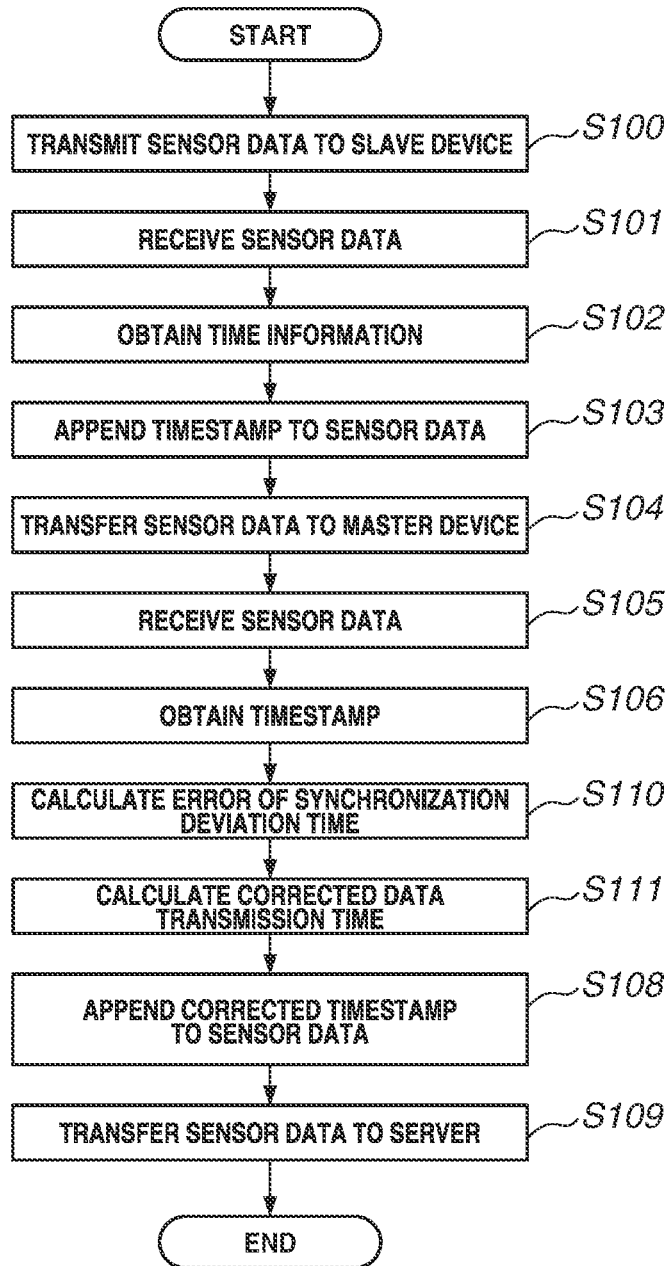 START
TRANSMIT SENSOR DATA TO SLAVE DEVICE
S100
RECEIVE SENSOR DATA
S101
OBTAIN TIME INFORMATION
S102
APPEND TIMESTAMP TO SENSOR DATA
S103
TRANSFER SENSOR DATA TO MASTER DEVICE
S104
RECEIVE SENSOR DATA
S105
OBTAIN TIMESTAMP
S106
CALCULATE ERROR OF SYNCHRONIZATION
DEVIATION TIME
S110
CALCULATE CORRECTED DATA
TRANSMISSION TIME
S111
APPEND CORRECTED TIMESTAMP
TO SENSOR DATA
S108
TRANSFER SENSOR DATA TO SERVER
S109
END